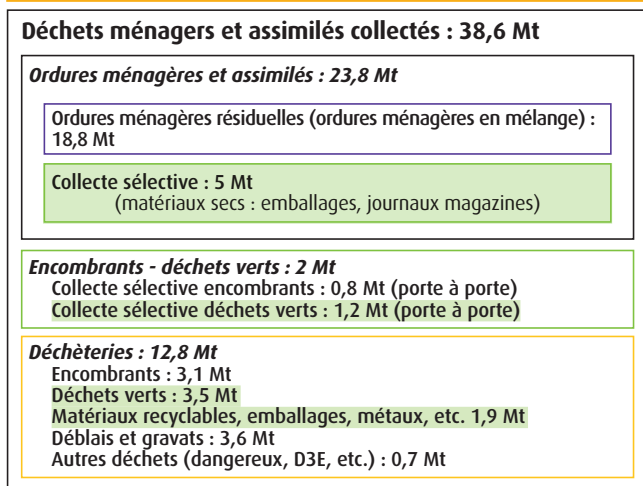 Déchets ménagers et assimilés collectés : 38,6 Mt
Ordures ménagères et assimilés : 23,8 Mt
Ordures ménagères résiduelles (ordures ménagères en mélange) :
18,8 Mt
Collecte sélective : 5 Mt
(matériaux secs : emballages, journaux magazines)
Encombrants - déchets verts : 2 Mt
Collecte sélective encombrants : 0,8 Mt (porte à porte)
Collecte sélective déchets verts : 1,2 Mt (porte à porte)
Déchèteries : 12,8 Mt
Encombrants : 3,1 Mt
Déchets verts : 3,5 Mt
Matériaux recyclables, emballages, métaux, etc. 1,9 Mt
Déblais et gravats : 3,6 Mt
Autres déchets (dangereux, D3E, etc.) : 0,7 Mt